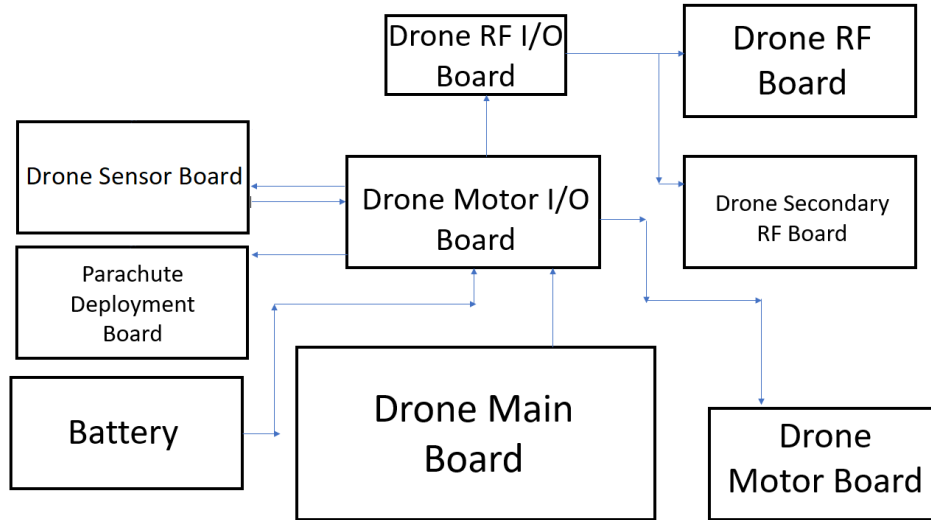 Drone RF I/O
Board
Drone RF
Board
Drone Sensor Board
Drone Motor I/O
Board
Drone Secondary
RF Board
Parachute
Deployment
Board
Battery
Drone Main
Board
Drone
Motor Board